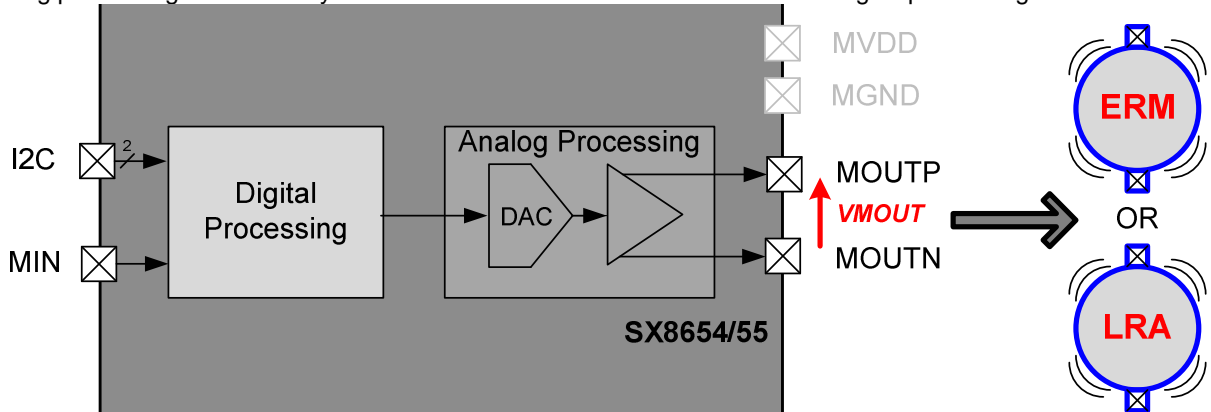 MVDD
MGND
ERM
I2C
2
Digital
Processing
Analog Processing
DAC
MOUTP
VMOUT
MOUTN
OR
MIN
SX8654/55
LRA